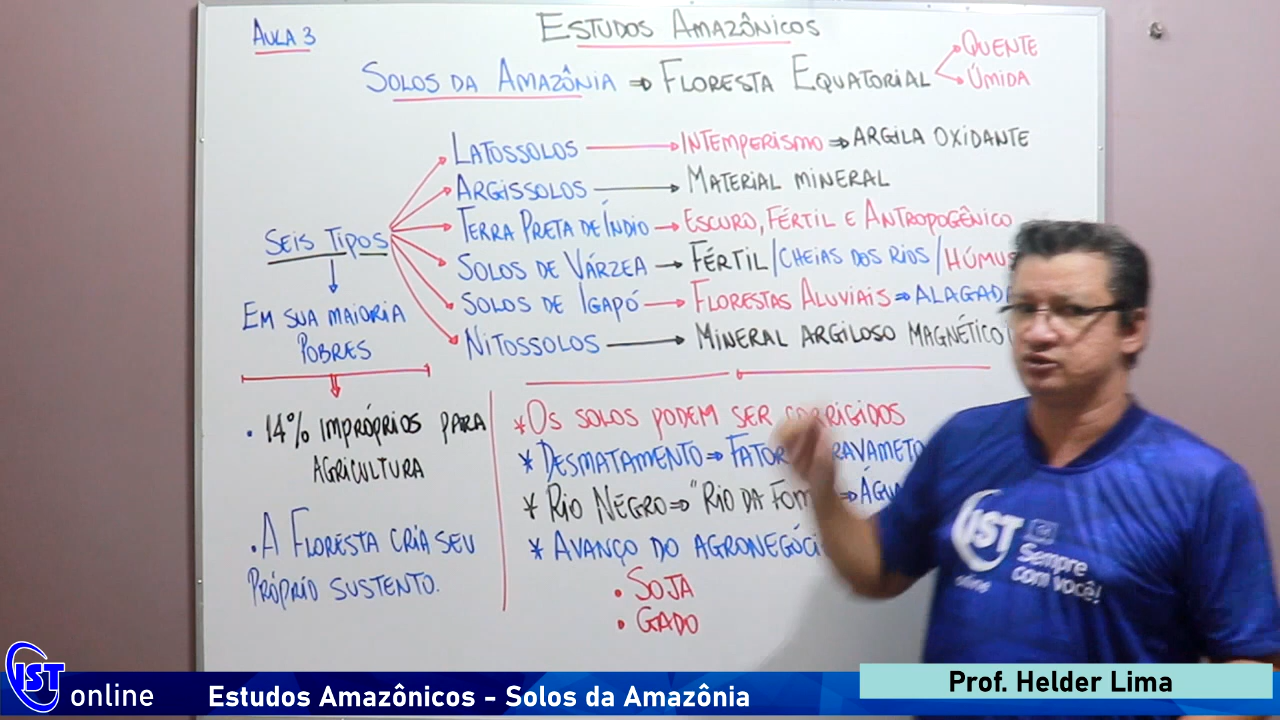 AULA 3
ESTUDOS AMAZÔNICOS
SOLOS DA AMAZÔNIA ⇒ FLORESTA EQUATORIAL
QUENTE
ÚMIDA
LATOSSOLOS → INTEMPERISMO ⇒ ARGILA OXIDANTE
ARGISSOLOS → MATERIAL MINERAL
TERRA PRETA DE ÍNDIO → ESCURO, FÉRTIL E ANTROPOGÊNICO
SEIS TIPOS
SOLOS DE VÁRZEA → FÉRTIL/CHEIAS DOS RIOS/HÚMUS
SOLOS DE IGAPÓ → FLORESTAS ALUVIAIS ⇒ ALAGADA
NITOSSOLOS → MINERAL ARGILOSO MAGNÉTICO
EM SUA MAIORIA
POBRES
• 14% IMPRÓPRIOS PARA
AGRICULTURA
• A FLORESTA CRIA SEU
PRÓPRIO SUSTENTO.
* OS SOLOS PODEM SER CORRIGIDOS
* DESMATAMENTO ⇒ FATOR
* RIO NEGRO ⇒ "RIO DA ⇒
* AVANÇO DO
• SOJA
• GADO
IST
online
Sempre
com você!
IST online
Estudos Amazônicos - Solos da Amazônia
Prof. Helder Lima